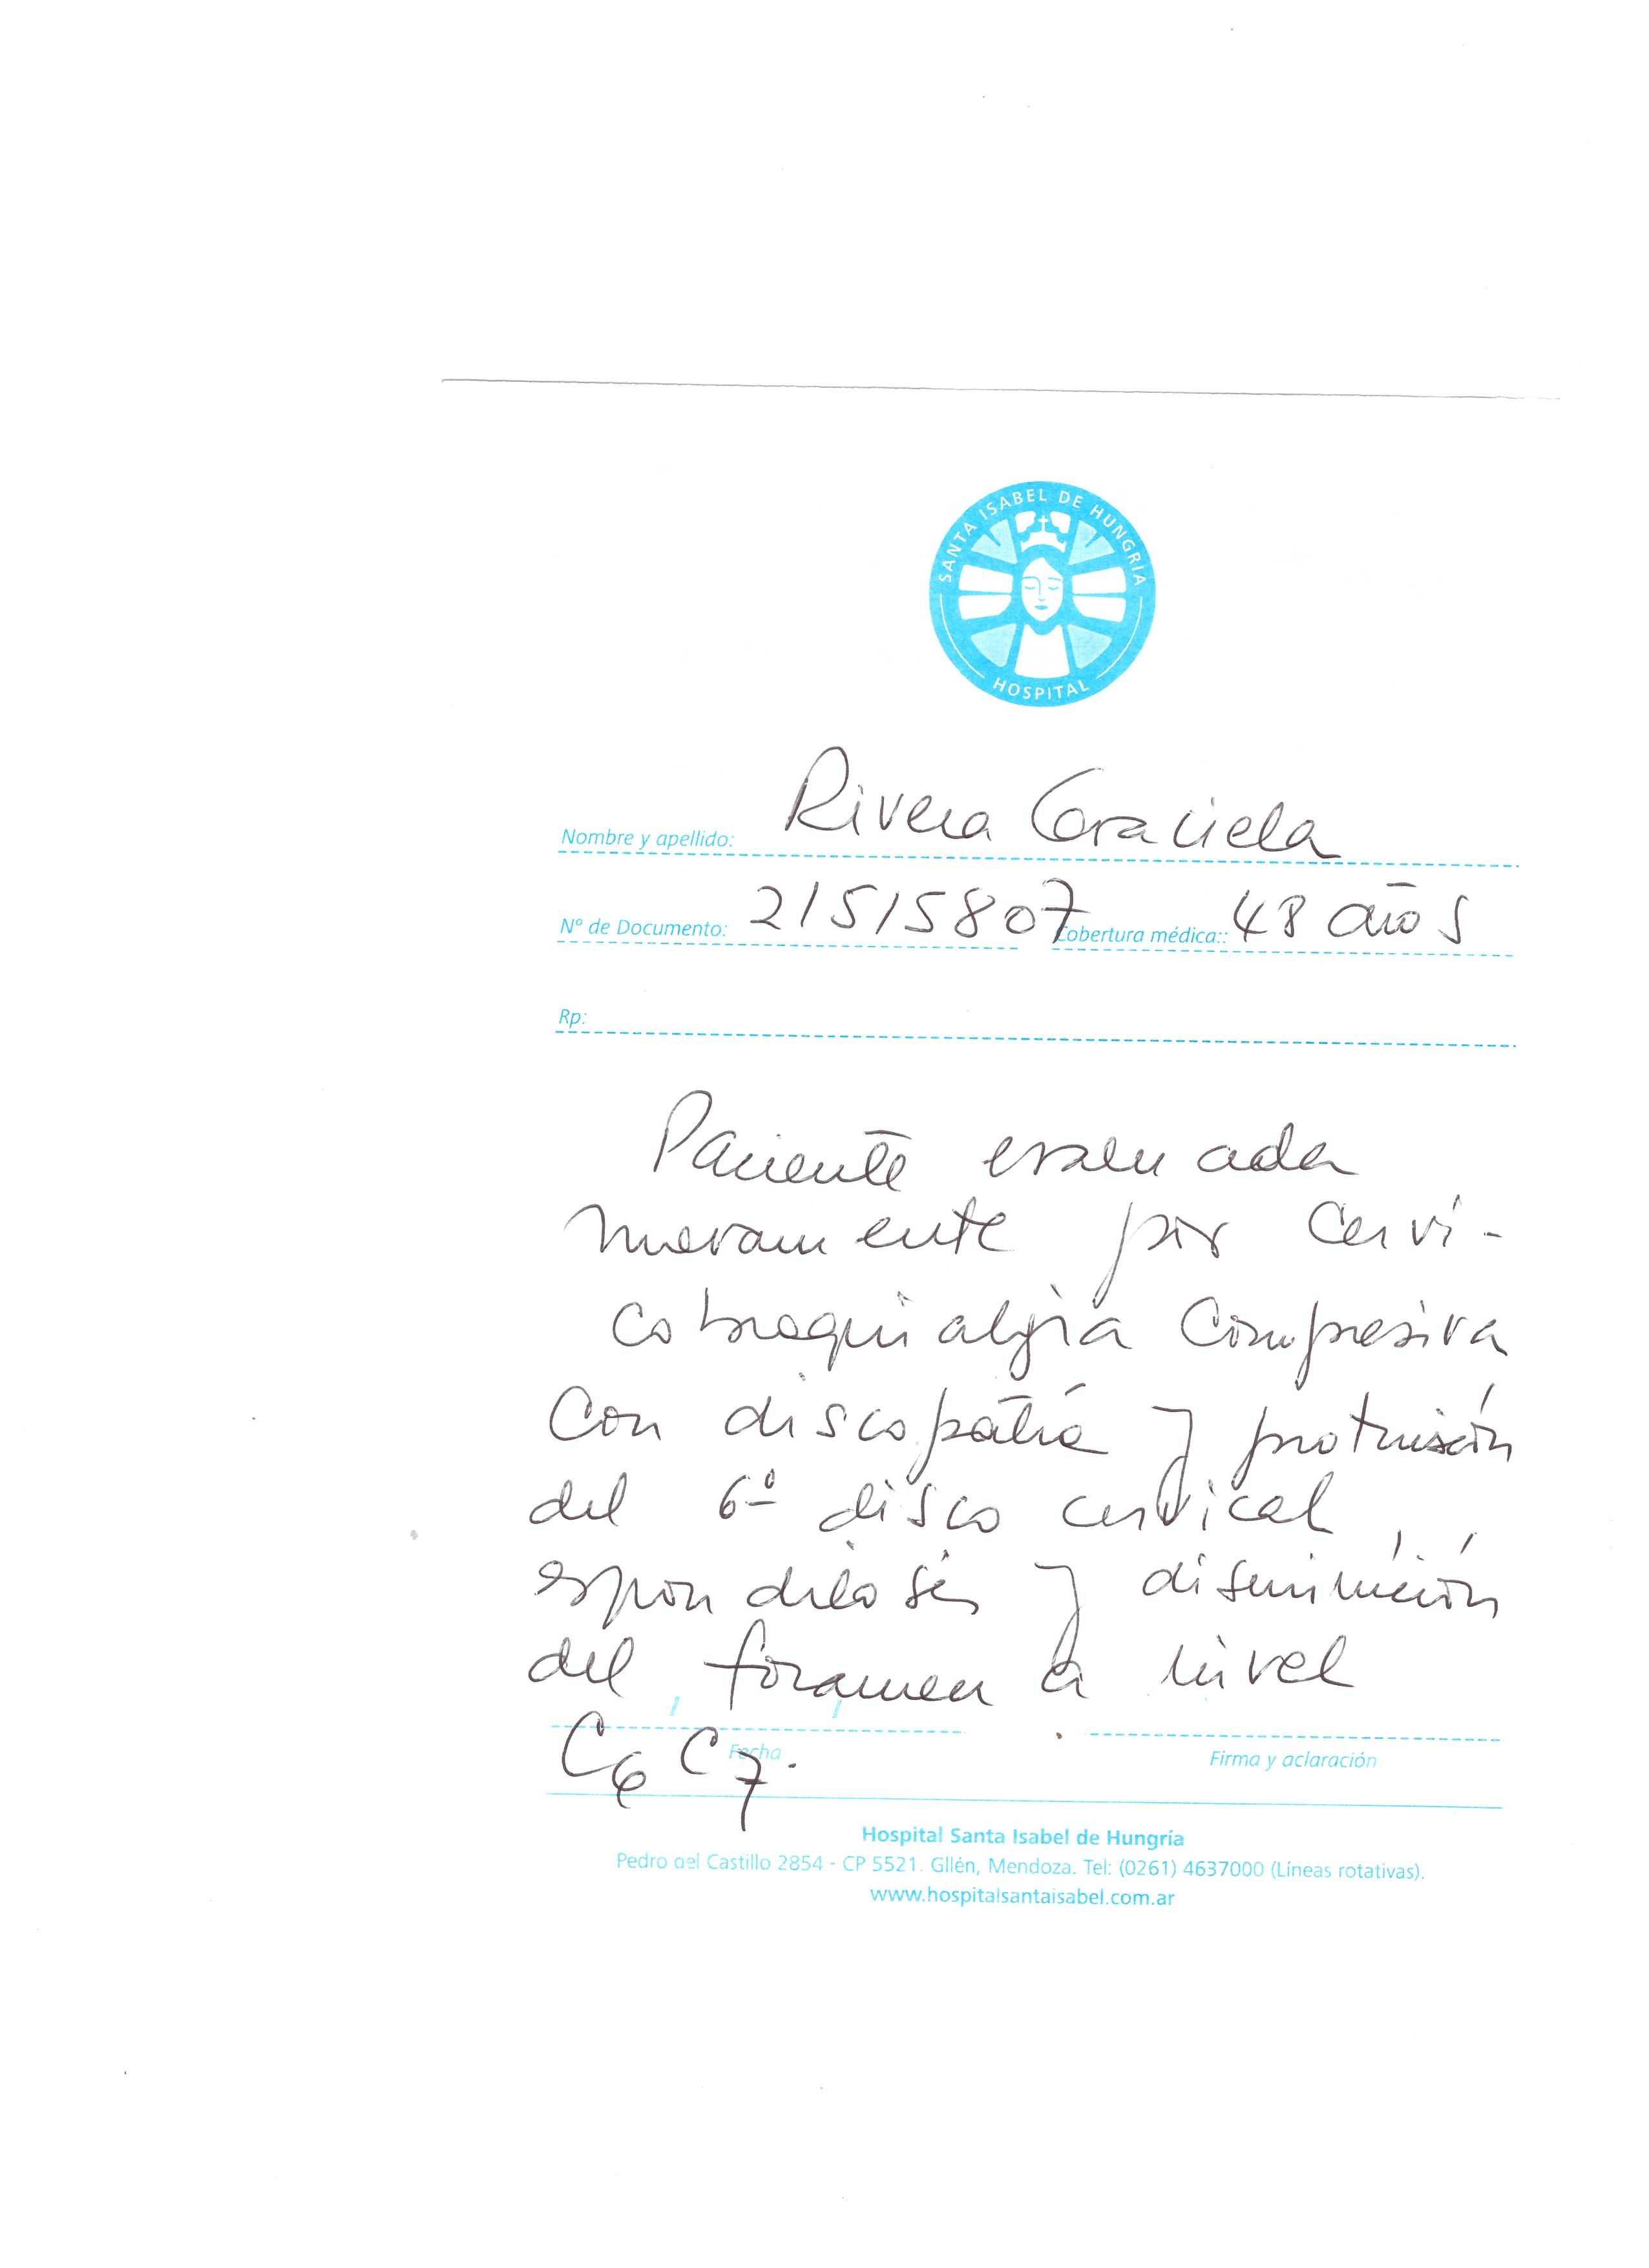 SANTA ISABEL DE HUNGRIA
HOSPITAL
Nombre y apellido: Rivera Graciela
Nº de Documento: 21515807 Cobertura médica:: 48 años
Rp:
Paciente evaluada
nuevamente por Cervi-
cobraquialgia Compresiva
Con discopatía y protrusión
del 6º disco cervical,
espondilosis y disminución
del foramen a nivel
C6 C7.
Fecha
Firma y aclaración
Hospital Santa Isabel de Hungría
Pedro del Castillo 2854 - CP 5521. Gllén, Mendoza. Tel: (0261) 4637000 (Líneas rotativas).
www.hospitalsantaisabel.com.ar